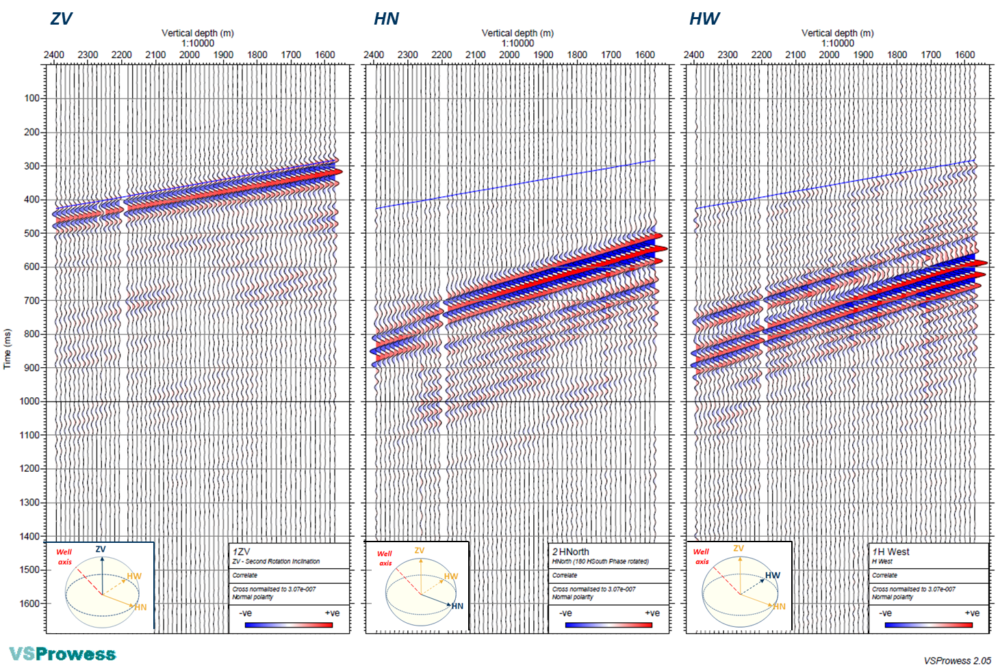 ZV
HN
HW
Vertical depth (m)
1:10000
2400 2300 2200 2100 2000 1900 1800 1700 1600
Vertical depth (m)
1:10000
2400 2300 2200 2100 2000 1900 1800 1700 1600
Vertical depth (m)
1:10000
2400 2300 2200 2100 2000 1900 1800 1700 1600
Time (ms)
100
200
300
400
500
600
700
800
900
1000
1100
1200
1300
1400
1500
1600
Well
axis
ZV
HW
HN
1ZV
ZV - Second Rotation Inclination
Correlate
Cross normalised to 3.07e-007
Normal polarity
-ve +ve
Well
axis
ZV
HW
HN
2HNorth
HNorth (180 HSouth Phase rotated)
Correlate
Cross normalised to 3.07e-007
Normal polarity
-ve +ve
Well
axis
ZV
HW
HN
1H West
H West
Correlate
Cross normalised to 3.07e-007
Normal polarity
-ve +ve
VSProwess
VSProwess 2.05